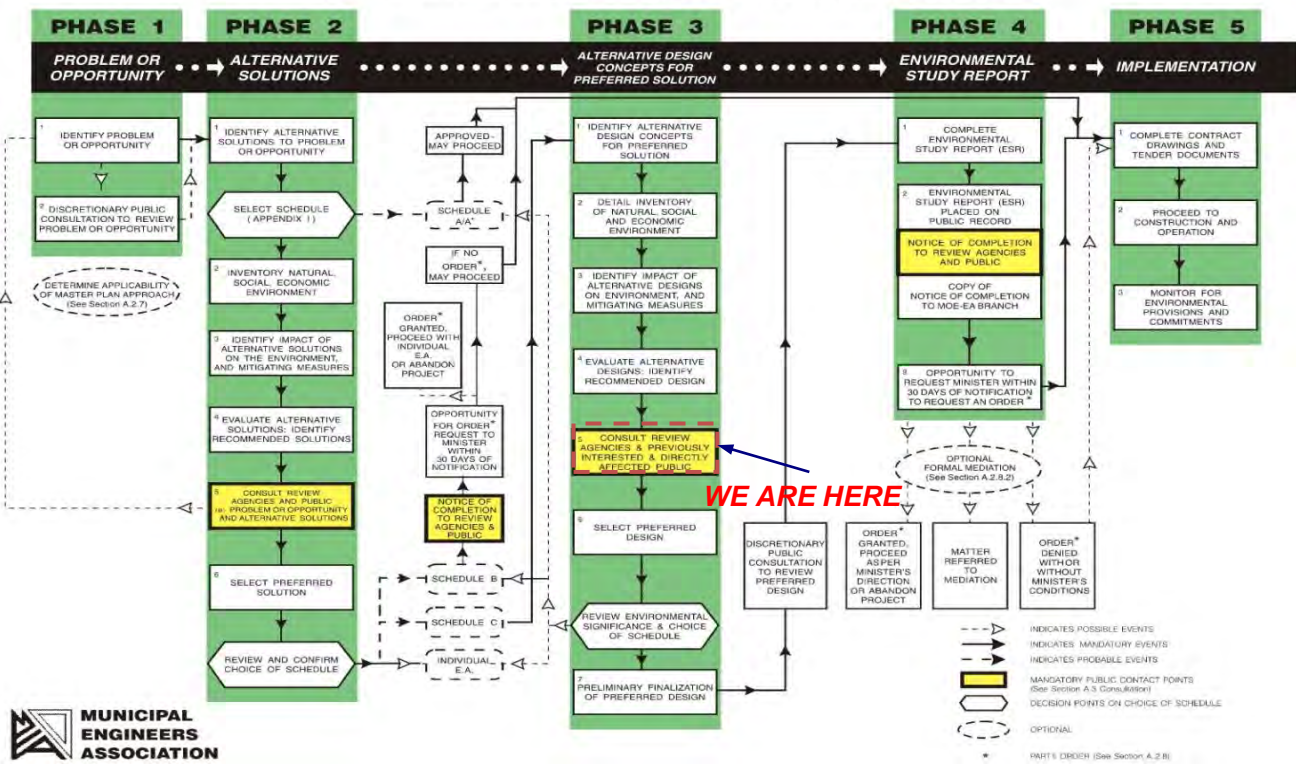 PHASE 1
PROBLEM OR
OPPORTUNITY
1
IDENTIFY PROBLEM
OR OPPORTUNITY
2
DISCRETIONARY PUBLIC
CONSULTATION TO REVIEW
PROBLEM OR OPPORTUNITY
DETERMINE APPLICABILITY
OF MASTER PLAN APPROACH
(See Section A.2.7)
PHASE 2
ALTERNATIVE
SOLUTIONS
1
IDENTIFY ALTERNATIVE
SOLUTIONS TO PROBLEM
OR OPPORTUNITY
SELECT SCHEDULE
(APPENDIX I)
2
INVENTORY NATURAL,
SOCIAL, ECONOMIC
ENVIRONMENT
3
IDENTIFY IMPACT OF
ALTERNATIVE SOLUTIONS
ON THE ENVIRONMENT,
AND MITIGATING MEASURES
4
EVALUATE ALTERNATIVE
SOLUTIONS: IDENTIFY
RECOMMENDED SOLUTIONS
5
CONSULT REVIEW
AGENCIES AND PUBLIC
PROBLEM OR OPPORTUNITY
AND ALTERNATIVE SOLUTIONS
6
SELECT PREFERRED
SOLUTION
REVIEW AND CONFIRM
CHOICE OF SCHEDULE
APPROVED-
MAY PROCEED
SCHEDULE
A/A+
IF NO
ORDER*,
MAY PROCEED
ORDER*
GRANTED,
PROCEED WITH
INDIVIDUAL
E.A.
OR ABANDON
PROJECT
OPPORTUNITY
FOR ORDER*
REQUEST TO
MINISTER
WITHIN
30 DAYS OF
NOTIFICATION
NOTICE OF
COMPLETION
TO REVIEW
AGENCIES &
PUBLIC
SCHEDULE B
SCHEDULE C
INDIVIDUAL
E.A.
PHASE 3
ALTERNATIVE DESIGN
CONCEPTS FOR
PREFERRED SOLUTION
1
IDENTIFY ALTERNATIVE
DESIGN CONCEPTS
FOR PREFERRED
SOLUTION
2
DETAIL INVENTORY
OF NATURAL, SOCIAL
AND ECONOMIC
ENVIRONMENT
3
IDENTIFY IMPACT OF
ALTERNATIVE DESIGNS
ON ENVIRONMENT, AND
MITIGATING MEASURES
4
EVALUATE ALTERNATIVE
DESIGNS: IDENTIFY
RECOMMENDED DESIGN
5
CONSULT REVIEW
AGENCIES & PREVIOUSLY
INTERESTED & DIRECTLY
AFFECTED PUBLIC
WE ARE HERE
SELECT PREFERRED
DESIGN
REVIEW ENVIRONMENTAL
SIGNIFICANCE & CHOICE
OF SCHEDULE
7
PRELIMINARY FINALIZATION
OF PREFERRED DESIGN
DISCRETIONARY
PUBLIC
CONSULTATION
TO REVIEW
PREFERRED
DESIGN
PHASE 4
ENVIRONMENTAL
STUDY REPORT
1
COMPLETE
ENVIRONMENTAL
STUDY REPORT (ESR)
2
ENVIRONMENTAL
STUDY REPORT (ESR)
PLACED ON
PUBLIC RECORD
NOTICE OF COMPLETION
TO REVIEW AGENCIES
AND PUBLIC
COPY OF
NOTICE OF COMPLETION
TO MOE-EA BRANCH
OPPORTUNITY TO
REQUEST MINISTER WITHIN
30 DAYS OF NOTIFICATION
TO REQUEST AN ORDER*
OPTIONAL
FORMAL MEDIATION
(See Section A.2.8.2)
ORDER*
GRANTED,
PROCEED
AS PER
MINISTER'S
DIRECTION
OR ABANDON
PROJECT
MATTER
REFERRED
TO
MEDIATION
ORDER*
DENIED
WITH OR
WITHOUT
MINISTER'S
CONDITIONS
PHASE 5
IMPLEMENTATION
1
COMPLETE CONTRACT
DRAWINGS AND
TENDER DOCUMENTS
2
PROCEED TO
CONSTRUCTION AND
OPERATION
3
MONITOR FOR
ENVIRONMENTAL
PROVISIONS AND
COMMITMENTS
INDICATES POSSIBLE EVENTS
INDICATES MANDATORY EVENTS
INDICATES PROBABLE EVENTS
MANDATORY PUBLIC CONTACT POINTS
(See Section A.3 Consultation)
DECISION POINTS ON CHOICE OF SCHEDULE
OPTIONAL
* PART II ORDER (See Section A.2.8)
MUNICIPAL
ENGINEERS
ASSOCIATION